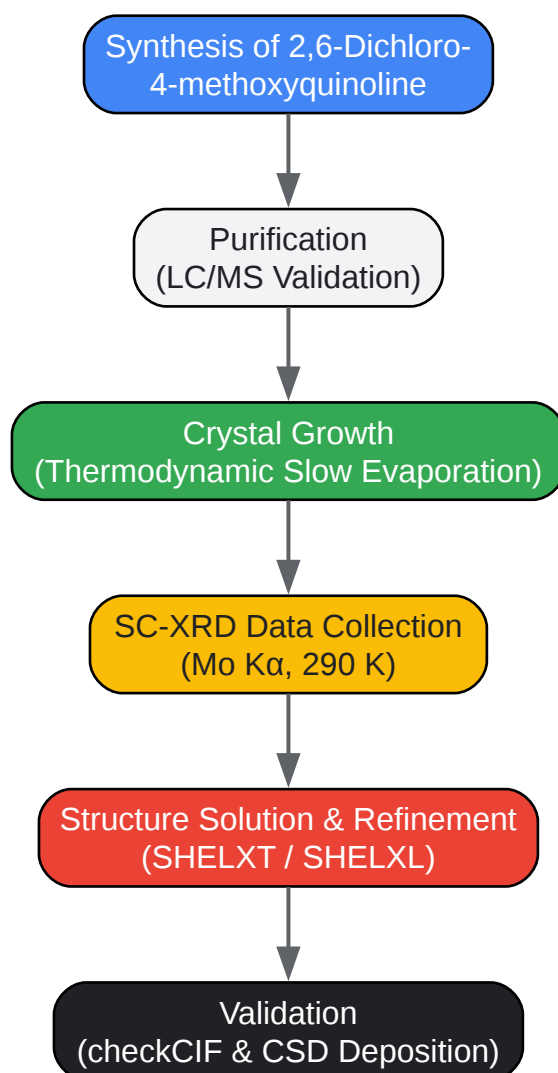 Synthesis of 2,6-Dichloro-
4-methoxyquinoline
Purification
(LC/MS Validation)
Crystal Growth
(Thermodynamic Slow Evaporation)
SC-XRD Data Collection
(Mo Kα, 290 K)
Structure Solution & Refinement
(SHELXT / SHELXL)
Validation
(checkCIF & CSD Deposition)